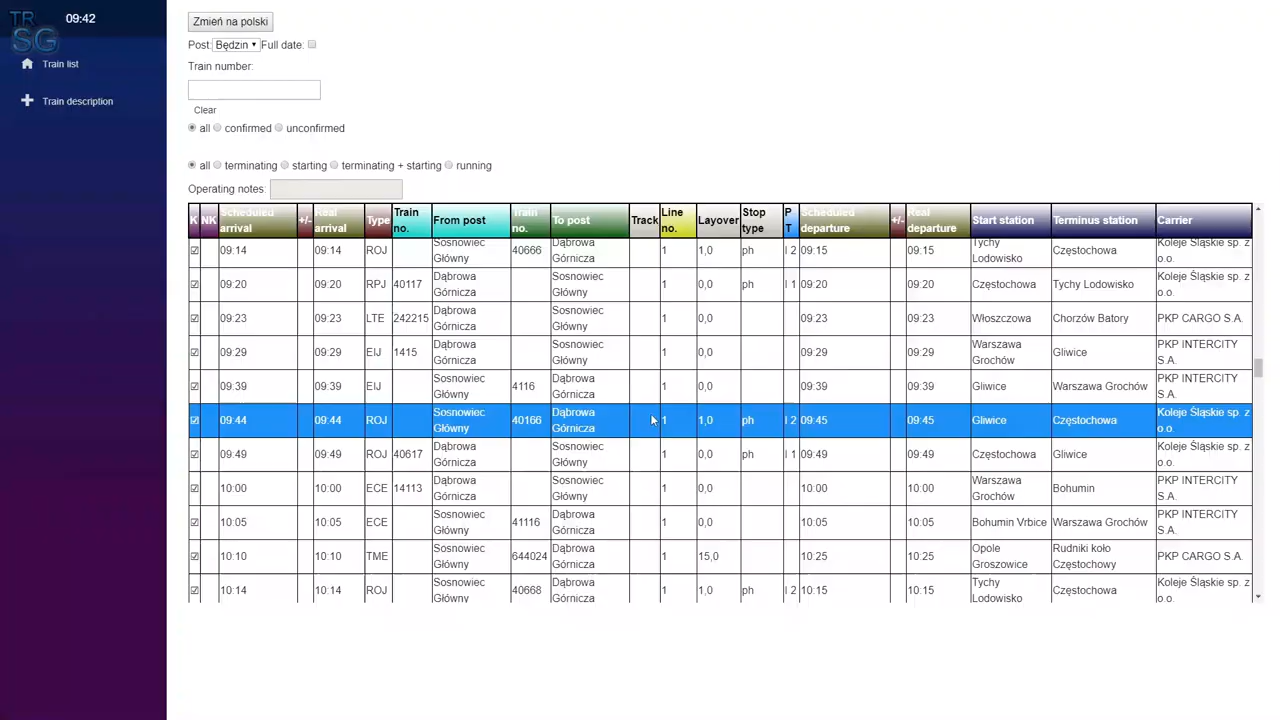 TR
SG
09:42
Train list
Train description
Zmień na polski
Post: Będzin Full date:
Train number:
Clear
all confirmed unconfirmed
all terminating starting terminating + starting running
Operating notes:
K NK Scheduled arrival +/- Real arrival Type Train no. From post Train no. To post Track Line no. Layover Stop type P T Scheduled departure +/- Real departure Start station Terminus station Carrier
09:14 09:14 ROJ Sosnowiec Główny 40666 Dąbrowa Górnicza 1 1,0 ph I 2 09:15 09:15 Tychy Lodowisko Częstochowa Koleje Śląskie sp. z o.o.
09:20 09:20 RPJ 40117 Dąbrowa Górnicza Sosnowiec Główny 1 0,0 ph I 1 09:20 09:20 Częstochowa Tychy Lodowisko Koleje Śląskie sp. z o.o.
09:23 09:23 LTE 242215 Dąbrowa Górnicza Sosnowiec Główny 1 0,0 09:23 09:23 Włoszczowa Chorzów Batory PKP CARGO S.A.
09:29 09:29 EIJ 1415 Dąbrowa Górnicza Sosnowiec Główny 1 0,0 09:29 09:29 Warszawa Grochów Gliwice PKP INTERCITY S.A.
09:39 09:39 EIJ Sosnowiec Główny 4116 Dąbrowa Górnicza 1 0,0 09:39 09:39 Gliwice Warszawa Grochów PKP INTERCITY S.A.
09:44 09:44 ROJ Sosnowiec Główny 40166 Dąbrowa Górnicza 1 1,0 ph I 2 09:45 09:45 Gliwice Częstochowa Koleje Śląskie sp. z o.o.
09:49 09:49 ROJ 40617 Dąbrowa Górnicza Sosnowiec Główny 1 0,0 ph I 1 09:49 09:49 Częstochowa Gliwice Koleje Śląskie sp. z o.o.
10:00 10:00 ECE 14113 Dąbrowa Górnicza Sosnowiec Główny 1 0,0 10:00 10:00 Warszawa Grochów Bohumin PKP INTERCITY S.A.
10:05 10:05 ECE Sosnowiec Główny 41116 Dąbrowa Górnicza 1 0,0 10:05 10:05 Bohumin Vrbice Warszawa Grochów PKP INTERCITY S.A.
10:10 10:10 TME Sosnowiec Główny 644024 Dąbrowa Górnicza 1 15,0 10:25 10:25 Opole Groszowice Rudniki koło Częstochowy PKP CARGO S.A.
10:14 10:14 ROJ Sosnowiec Główny 40668 Dąbrowa Górnicza 1 1,0 ph I 2 10:15 10:15 Tychy Lodowisko Częstochowa Koleje Śląskie sp. z o.o.